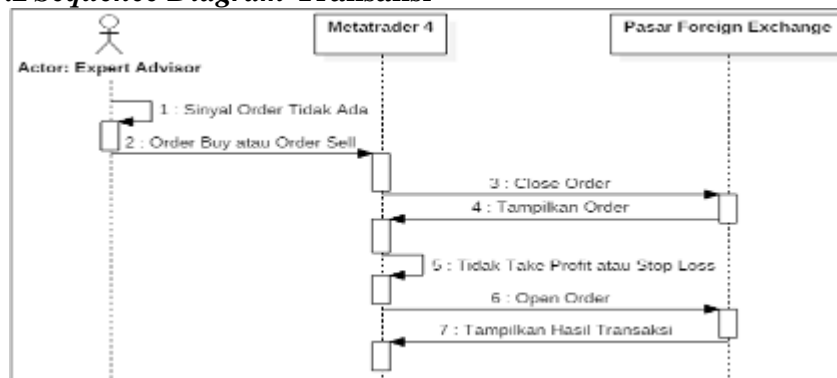 Sequence Diagram Transaksi
Metatrader 4
Pasar Foreign Exchange
Actor: Expert Advisor
1 : Sinyal Order Tidak Ada
2 : Order Buy atau Order Sell
3 : Close Order
4 : Tampilkan Order
5 : Tidak Take Profit atau Stop Loss
6 : Open Order
7 : Tampilkan Hasil Transaksi